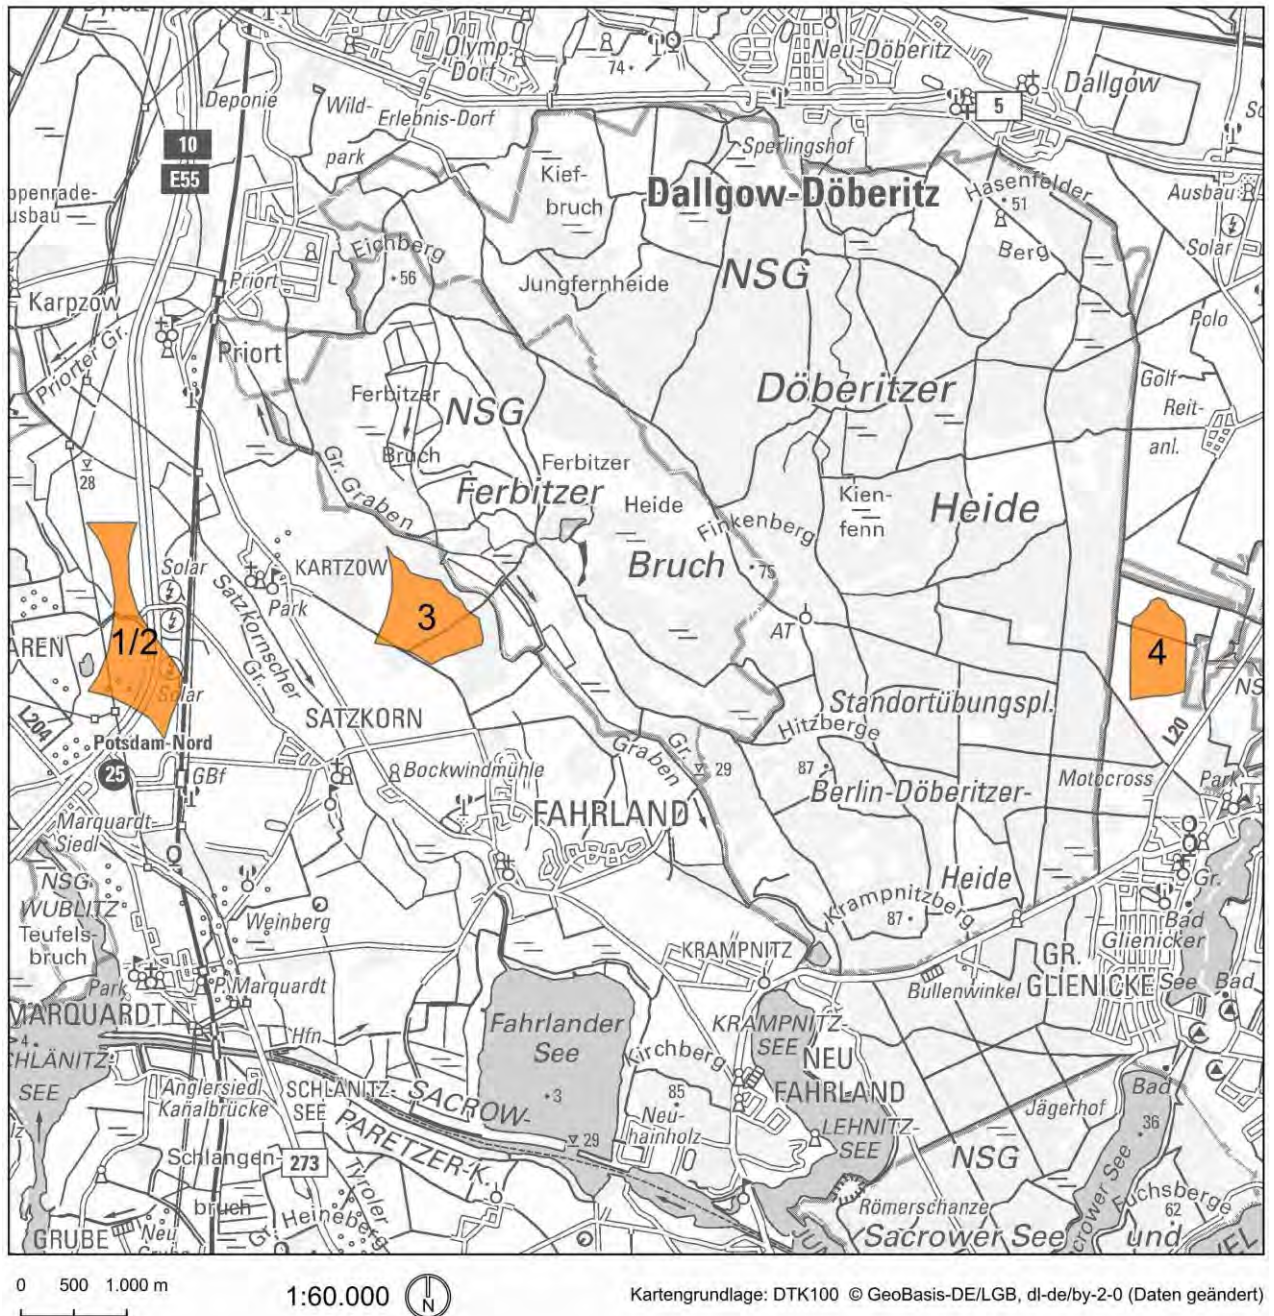 Olymp.
Dorf
Neu-Döberitz
74
Dallgow
Deponie
Wild-
Erlebnis-Dorf
5
park
Sperlingshof
10
E55
Kief-
bruch
Dallgow-Döberitz
Hasenfelder
51
Berg
Ausbau
Solar
Eichberg
56
Jungfernheide
NSG
Priort
Karpzow
Polo
Priorter Gr.
Priort
Döberitzer
Golf
Reit-
anl.
Ferbitzer
Bruch
NSG
Ferbitzer
28
Gr. Graben
Ferbitzer
Heide
Kien-
fenn
Heide
Finkenberg
Bruch
75
Solar
KARTZOW
Park
Satzkornscher
Gr.
3
AT
1/2
4
Solar
L204
SATZKORN
Standortübungspl.
Hitzberge
L20
Potsdam-Nord
25
GBf
Bockwindmühle
Gr.
Graben
29
87
Berlin-Döberitzer-
Motocross
Park
FAHRLAND
Marquardt-
Siedl
Heide
NSG
WUBLITZ
Teufels-
bruch
Weinberg
Krampnitzberg
87
Gr.
Bad
Glienicker
See
Bad
KRAMPNITZ
GR.
GLIENICKE
Bullenwinkel
Park
P. Marquardt
MARQUARDT
Hfn
Fahrlander
See
3
KRAMPNITZ-
SEE
NEU
FAHRLAND
Kirchberg
85
SEE
Anglersiedl
Kanalbrücke
SCHLÄNITZ-
SEE
SACROW-
PARETZER-K.
Neu-
hainholz
29
LEHNITZ-
SEE
Jägerhof
Bad
36
Schlangen-
bruch
273
Tyroler
Heineberg
NSG
Römerschanze
Sacrower See
und
Fuchsberge
62
GRUBE
Neu
0 500 1.000 m
1:60.000
N
Kartengrundlage: DTK100 © GeoBasis-DE/LGB, dl-de/by-2-0 (Daten geändert)